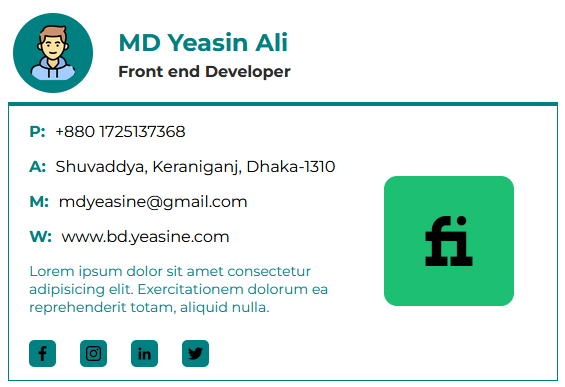 MD Yeasin Ali
Front end Developer
P: +880 1725137368
A: Shuvaddya, Keraniganj, Dhaka-1310
M: mdyeasine@gmail.com
W: www.bd.yeasine.com
fi
Lorem ipsum dolor sit amet consectetur
adipisicing elit. Exercitationem dolorum ea
reprehenderit totam, aliquid nulla.
f
in